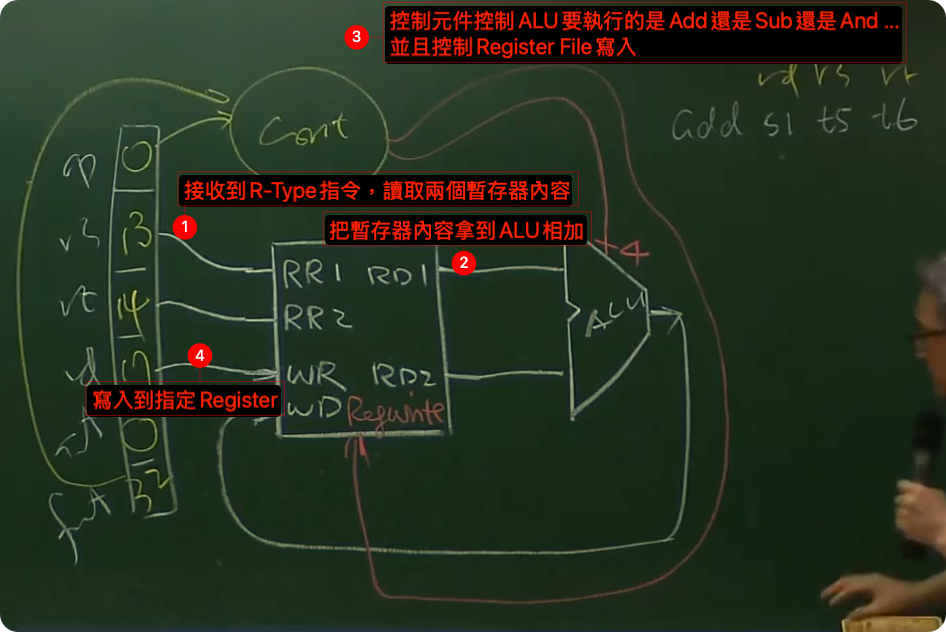 3
控制元件控制 ALU 要執行的是 Add 還是 Sub 還是 And ...
並且控制 Register File 寫入
rd rs rt
add s1 t5 t6
Cont
op 0
接收到 R-Type 指令，讀取兩個暫存器內容
1
rs 13
把暫存器內容拿到 ALU 相加
2
4
RR1 RD1
rt 14
RR2
ALU
4
rd 17
WR RD2
寫入到指定 Register
WD RegWrite
0
32